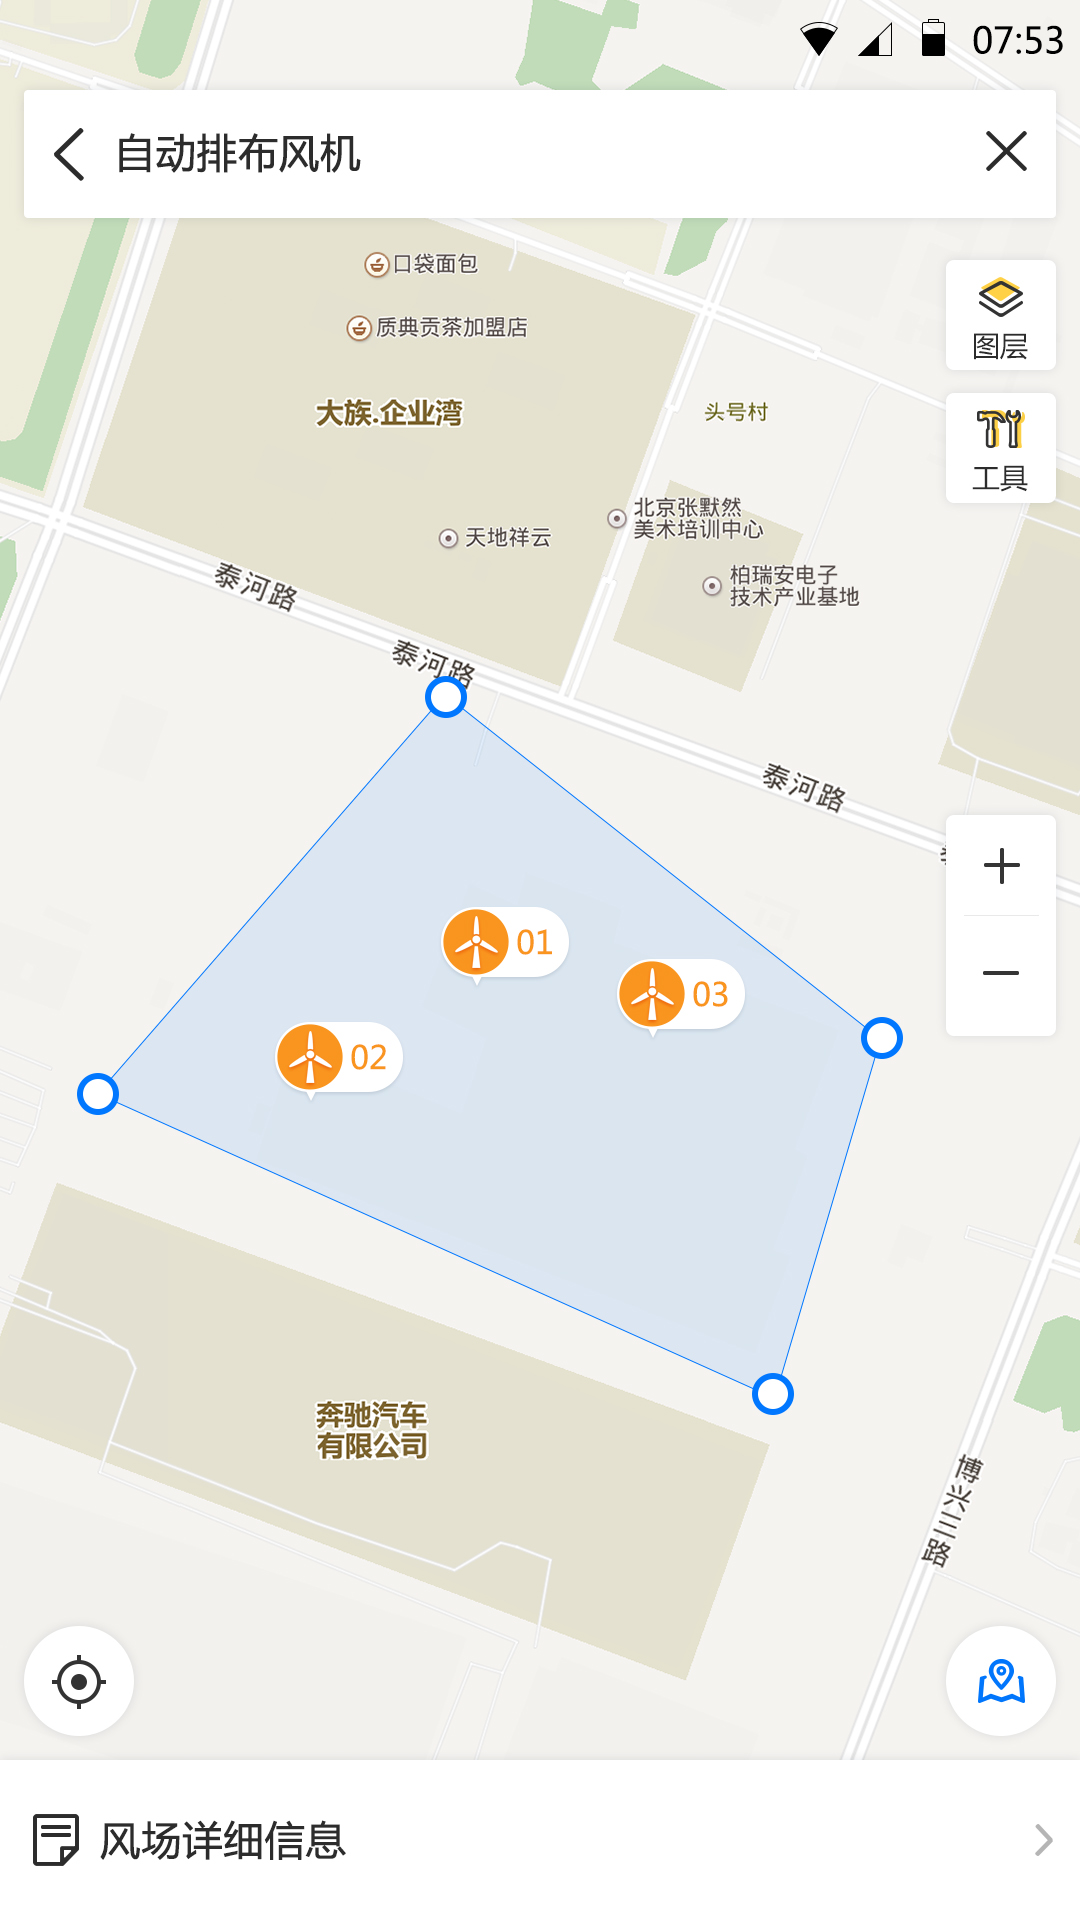 07:53
自动排布风机
口袋面包
质典贡茶加盟店
图层
大族.企业湾
头号村
工具
北京张默然
美术培训中心
天地祥云
柏瑞安电子
技术产业基地
泰河路
泰河路
泰河路
01
03
02
奔驰汽车
有限公司
博兴三路
风场详细信息